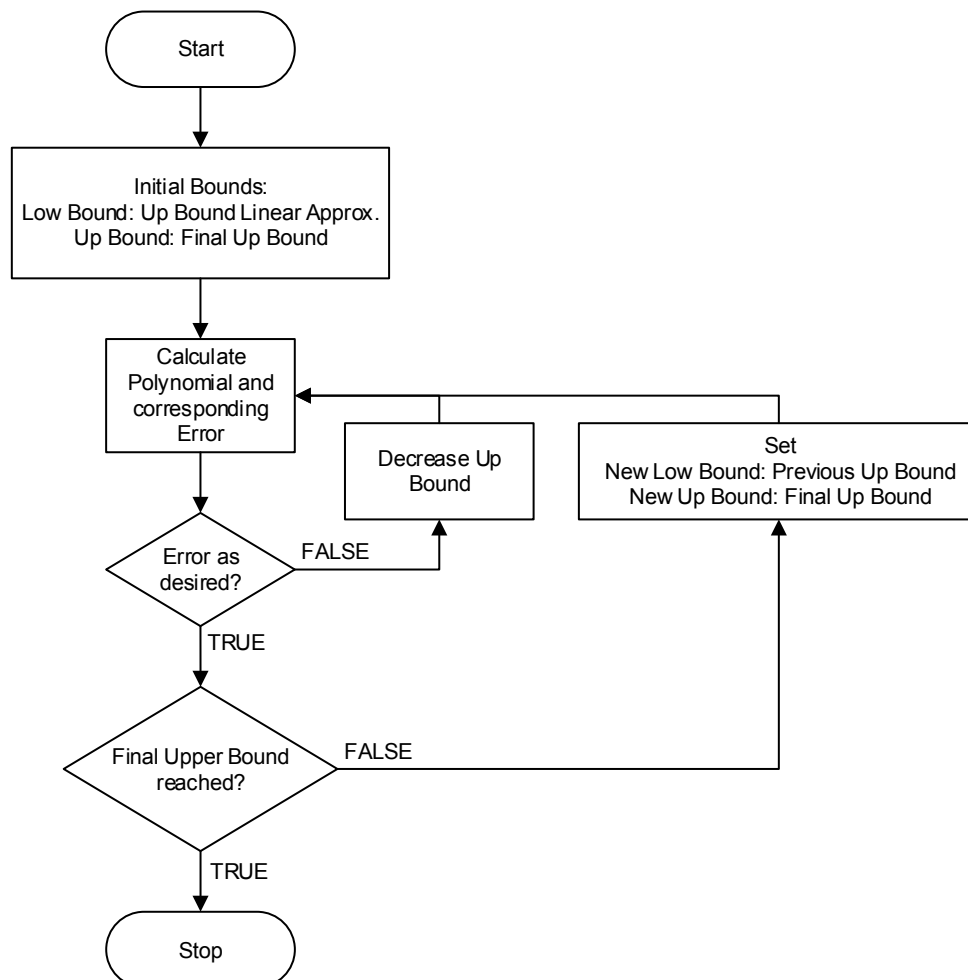 Start
Initial Bounds:
Low Bound: Up Bound Linear Approx.
Up Bound: Final Up Bound
Calculate
Polynomial and
corresponding
Error
Decrease Up
Bound
Set
New Low Bound: Previous Up Bound
New Up Bound: Final Up Bound
Error as
desired?
FALSE
TRUE
Final Upper Bound
reached?
FALSE
TRUE
Stop